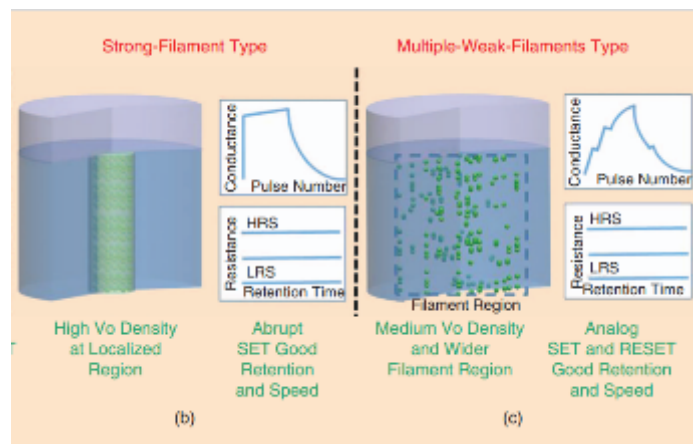 Strong-Filament Type
Conductance
Pulse Number
Resistance
HRS
LRS
Retention Time
High Vo Density
at Localized
Region
Abrupt
SET Good
Retention
and Speed
(b)
Multiple-Weak-Filaments Type
Conductance
Pulse Number
Resistance
HRS
LRS
Retention Time
Filament Region
Medium Vo Density
and Wider
Filament Region
Analog
SET and RESET
Good Retention
and Speed
(c)